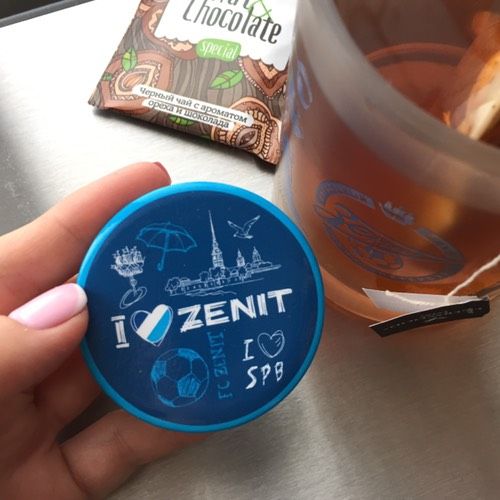 Chocolate
special
Черный чай с ароматом
ореха и шоколада
I ZENIT
FC ZENIT
I
SPB